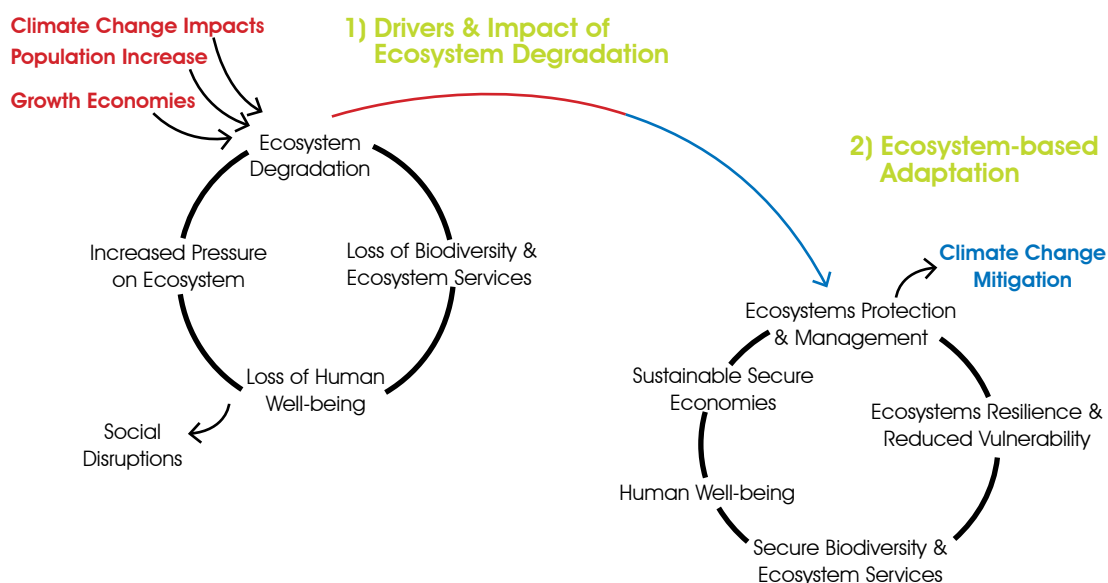 Climate Change Impacts
Population Increase
Growth Economies
1) Drivers & Impact of
Ecosystem Degradation
Ecosystem
Degradation
Increased Pressure
on Ecosystem
Loss of Biodiversity &
Ecosystem Services
Loss of Human
Well-being
Social
Disruptions
2) Ecosystem-based
Adaptation
Climate Change
Mitigation
Ecosystems Protection
& Management
Sustainable Secure
Economies
Ecosystems Resilience &
Reduced Vulnerability
Human Well-being
Secure Biodiversity &
Ecosystem Services